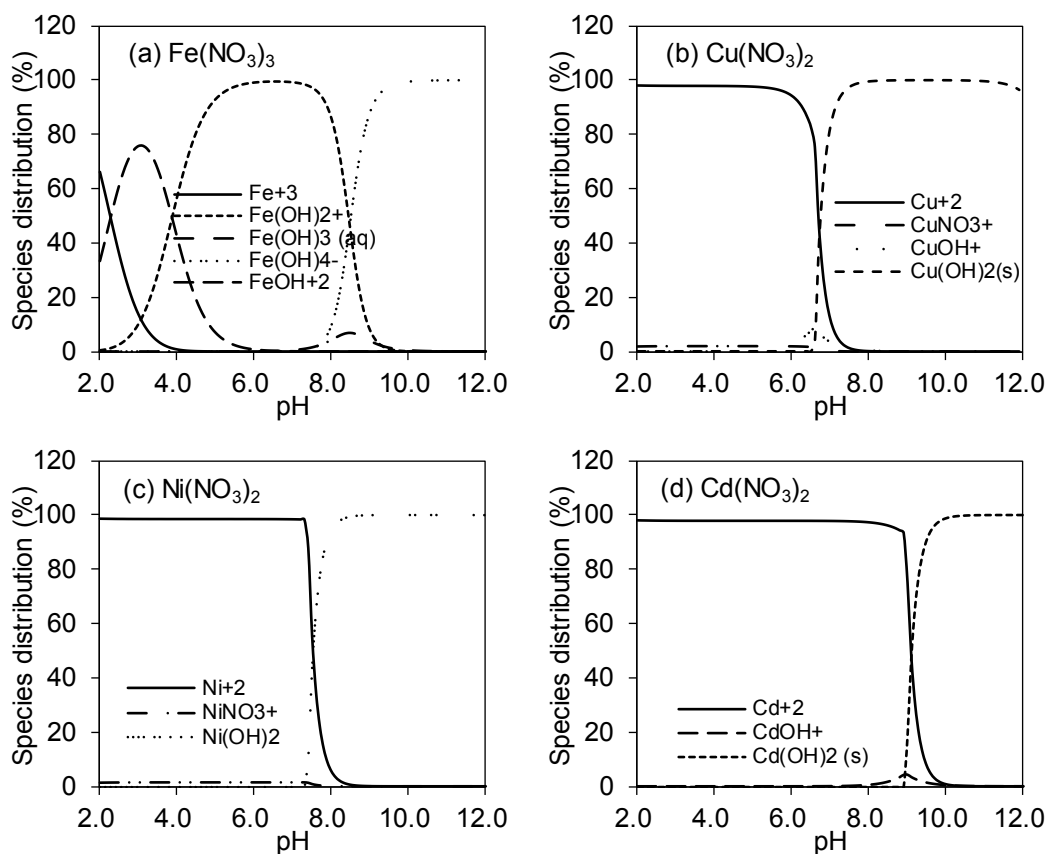 120
100
80
60
40
20
0
Species distribution (%)
(a) Fe(NO₃)₃
Fe+3
Fe(OH)2+
Fe(OH)3 (aq)
Fe(OH)4-
FeOH+2
2.0 4.0 6.0 8.0 10.0 12.0
pH
120
100
80
60
40
20
0
Species distribution (%)
(b) Cu(NO₃)₂
Cu+2
CuNO3+
CuOH+
Cu(OH)2(s)
2.0 4.0 6.0 8.0 10.0 12.0
pH
120
100
80
60
40
20
0
Species distribution (%)
(c) Ni(NO₃)₂
Ni+2
NiNO3+
Ni(OH)2
2.0 4.0 6.0 8.0 10.0 12.0
pH
120
100
80
60
40
20
0
Species distribution (%)
(d) Cd(NO₃)₂
Cd+2
CdOH+
Cd(OH)2 (s)
2.0 4.0 6.0 8.0 10.0 12.0
pH